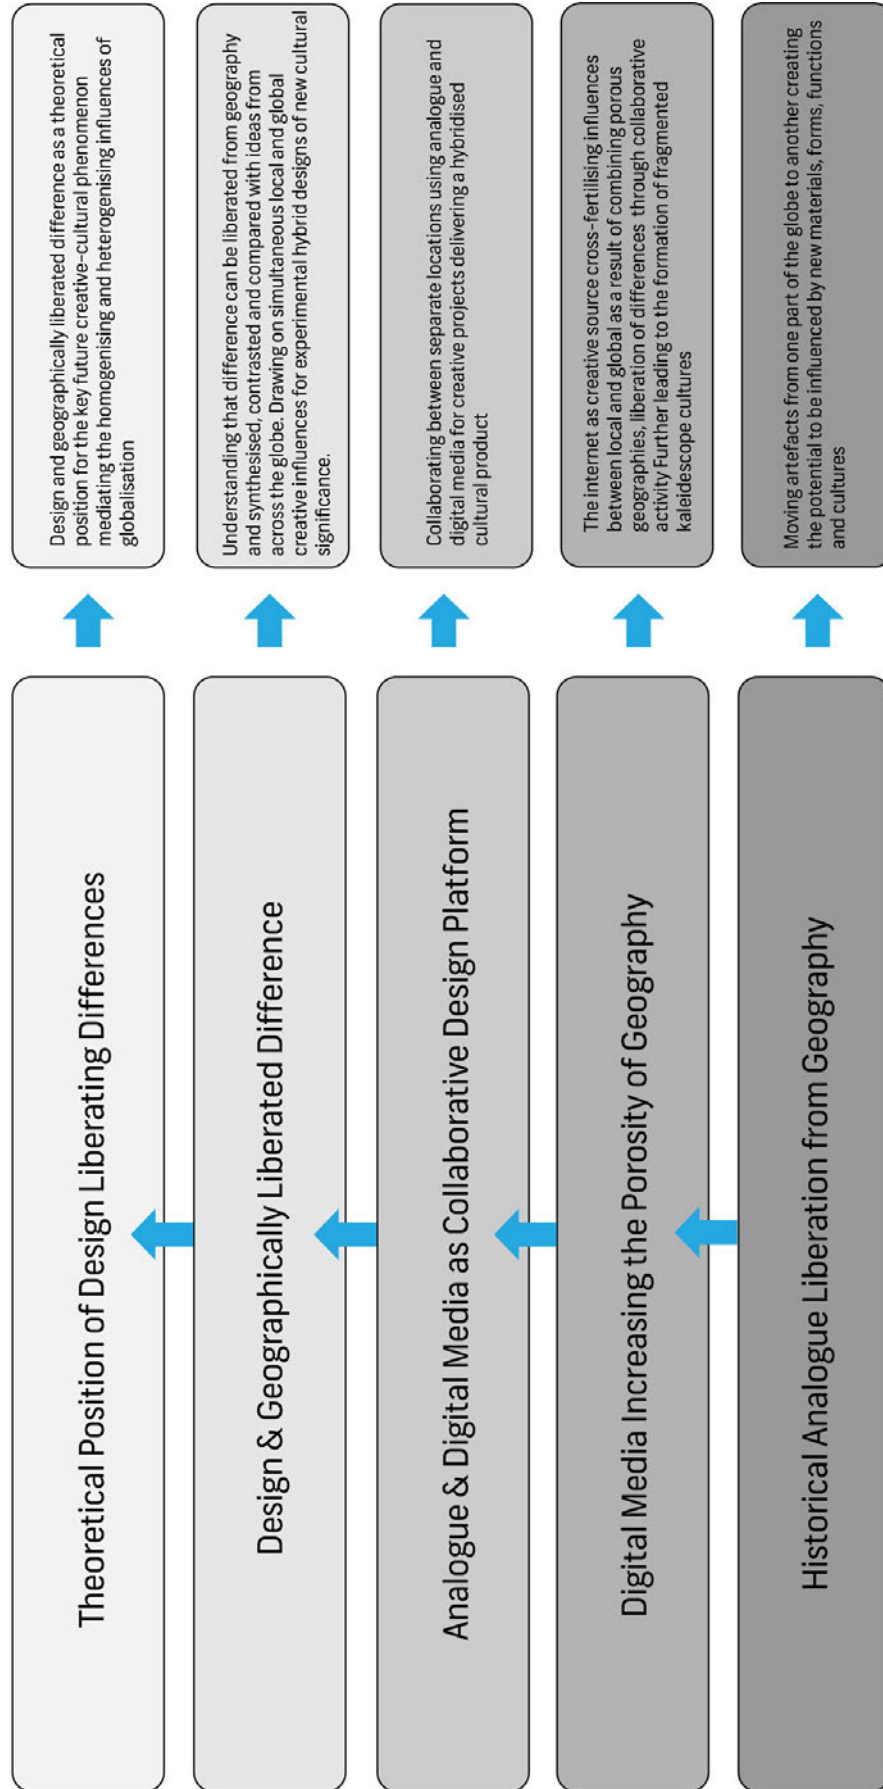 Theoretical Position of Design Liberating Differences
Design and geographically liberated difference as a theoretical
position for the key future creative-cultural phenomenon
mediating the homogenising and heterogenising influences of
globalisation
Design & Geographically Liberated Difference
Understanding that difference can be liberated from geography
and synthesised, contrasted and compared with ideas from
across the globe. Drawing on simultaneous local and global
creative influences for experimental hybrid designs of new cultural
significance.
Analogue & Digital Media as Collaborative Design Platform
Collaborating between separate locations using analogue and
digital media for creative projects delivering a hybridised
cultural product
Digital Media Increasing the Porosity of Geography
The internet as creative source cross-fertilising influences
between local and global as a result of combining porous
geographies, liberation of differences through collaborative
activity Further leading to the formation of fragmented
kaleidescope cultures
Historical Analogue Liberation from Geography
Moving artefacts from one part of the globe to another creating
the potential to be influenced by new materials, forms, functions
and cultures